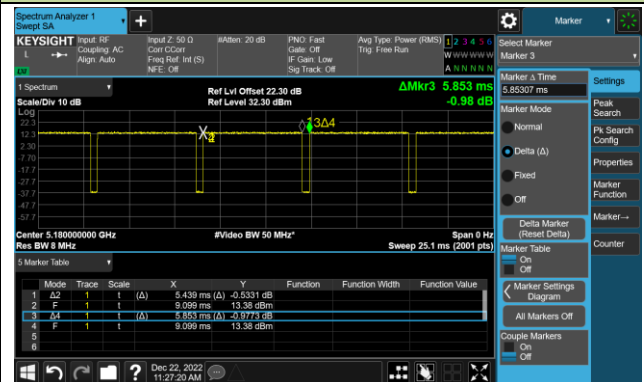 Spectrum Analyzer 1
Swept SA
Marker
KEYSIGHT
Input: RF
Coupling: AC
Align: Auto
Input Z: 50 Ω
Corr CCorr
Freq Ref: Int (S)
NFE: Off
#Atten: 20 dB
PNO: Fast
Gate: Off
IF Gain: Low
Sig Track: Off
Avg Type: Power (RMS)
Trig: Free Run
1 2 3 4 5 6
W W W W W W
A N N N N N
L
Select Marker
Marker 3
1 Spectrum
Scale/Div 10 dB
Log
Ref Lvl Offset 22.30 dB
Ref Level 32.30 dBm
ΔMkr3 5.853 ms
-0.98 dB
22.3
12.3
2.30
-7.70
-17.7
-27.7
-37.7
-47.7
-57.7
3Δ4
Center 5.180000000 GHz
Res BW 8 MHz
#Video BW 50 MHz*
Span 0 Hz
Sweep 25.1 ms (2001 pts)
5 Marker Table
Mode Trace Scale X Y Function Function Width Function Value
1 Δ2 1 t (Δ) 5.439 ms (Δ) -0.5331 dB
2 F 1 t 9.099 ms 13.38 dBm
3 Δ4 1 t (Δ) 5.853 ms (Δ) -0.9773 dB
4 F 1 t 9.099 ms 13.38 dBm
5
6
Marker Δ Time
5.85307 ms
Marker Mode
Normal
Delta (Δ)
Fixed
Off
Delta Marker
(Reset Delta)
Marker Table
On
Off
Marker Settings
Diagram
All Markers Off
Couple Markers
On
Off
Settings
Peak
Search
Pk Search
Config
Properties
Marker
Function
Marker→
Counter
Dec 22, 2022
11:27:20 AM